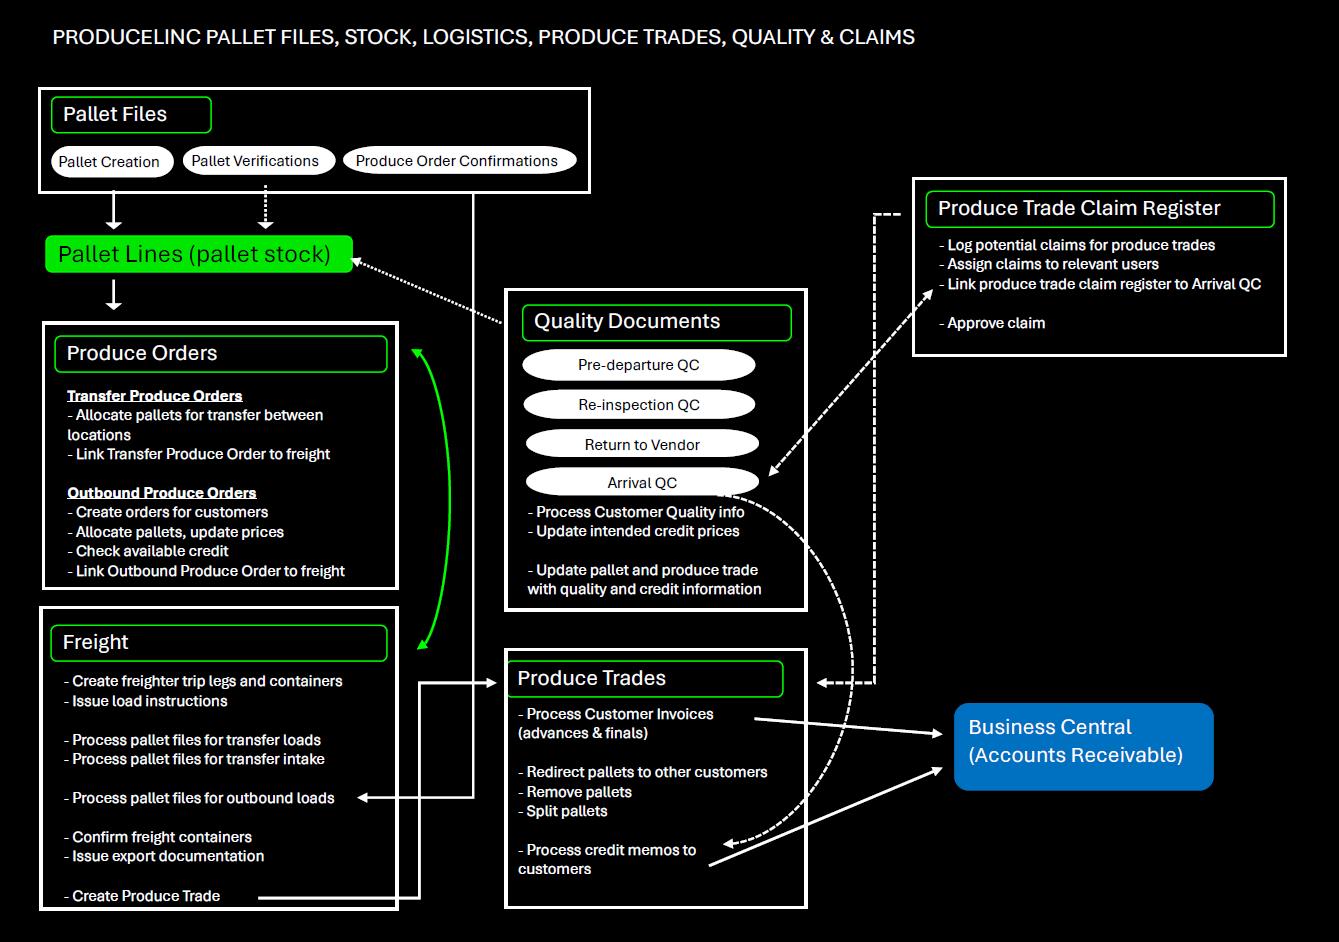 PRODUCELINC PALLET FILES, STOCK, LOGISTICS, PRODUCE TRADES, QUALITY & CLAIMS
Pallet Files
Pallet Creation
Pallet Verifications
Produce Order Confirmations
Pallet Lines (pallet stock)
Produce Orders
Transfer Produce Orders
- Allocate pallets for transfer between
locations
- Link Transfer Produce Order to freight
Outbound Produce Orders
- Create orders for customers
- Allocate pallets, update prices
- Check available credit
- Link Outbound Produce Order to freight
Freight
- Create freighter trip legs and containers
- Issue load instructions
- Process pallet files for transfer loads
- Process pallet files for transfer intake
- Process pallet files for outbound loads
- Confirm freight containers
- Issue export documentation
- Create Produce Trade
Quality Documents
Pre-departure QC
Re-inspection QC
Return to Vendor
Arrival QC
- Process Customer Quality info
- Update intended credit prices
- Update pallet and produce trade
with quality and credit information
Produce Trades
- Process Customer Invoices
(advances & finals)
- Redirect pallets to other customers
- Remove pallets
- Split pallets
- Process credit memos to
customers
Produce Trade Claim Register
- Log potential claims for produce trades
- Assign claims to relevant users
- Link produce trade claim register to Arrival QC
- Approve claim
Business Central
(Accounts Receivable)